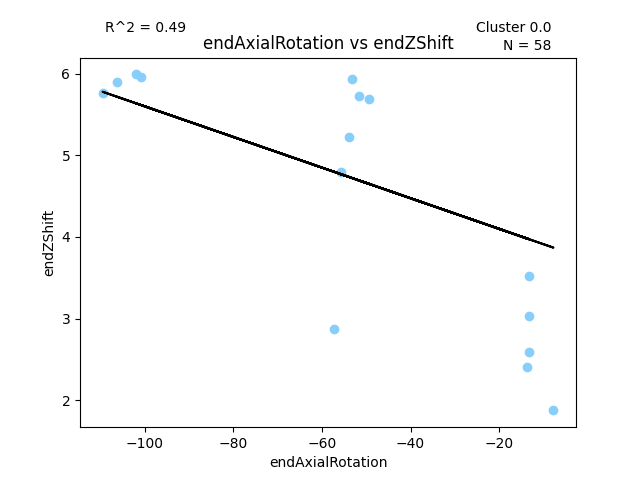 R^2 = 0.49
Cluster 0.0
endAxialRotation vs endZShift
N = 58
6
5
4
3
2
endZShift
−100
−80
−60
−40
−20
endAxialRotation